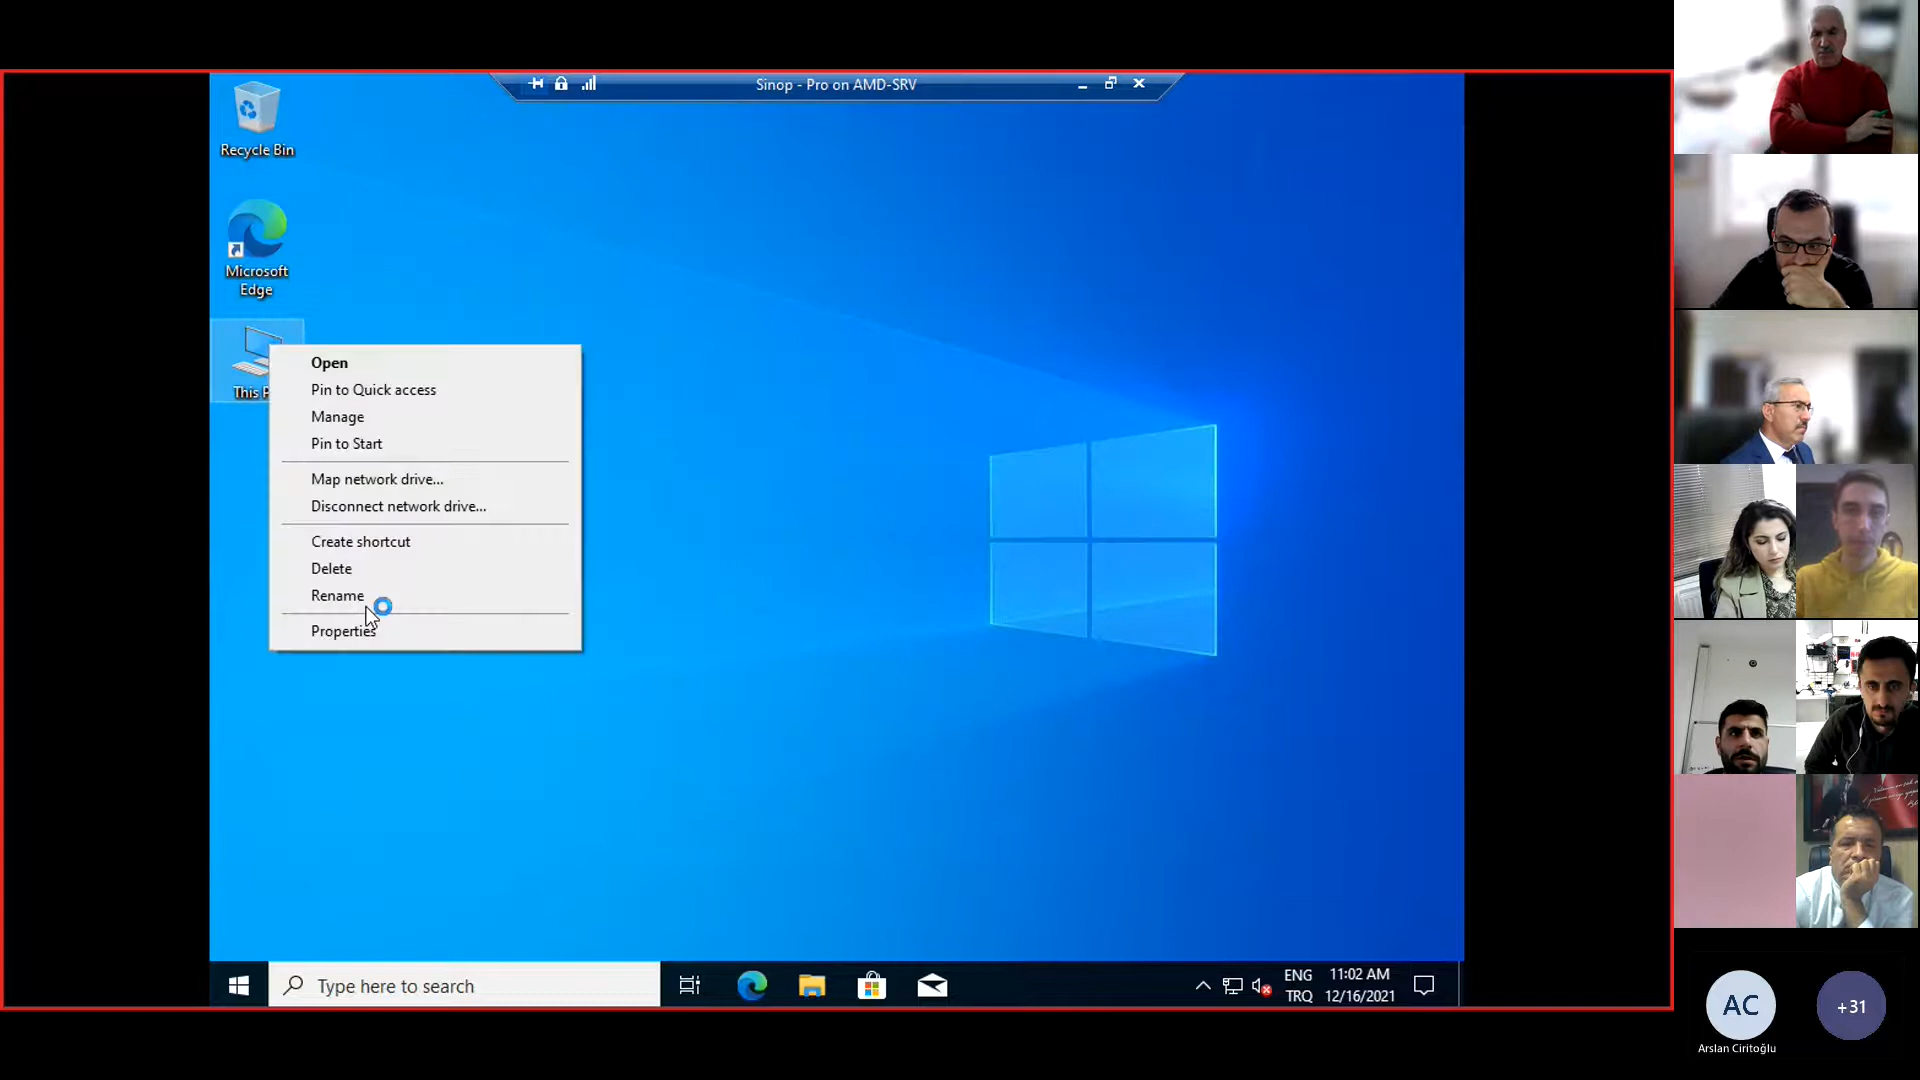 Sinop - Pro on AMD-SRV
Recycle Bin
Microsoft
Edge
This P
Open
Pin to Quick access
Manage
Pin to Start
Map network drive...
Disconnect network drive...
Create shortcut
Delete
Rename
Properties
Type here to search
ENG
TRQ
11:02 AM
12/16/2021
AC
Arslan Ciritoğlu
+31